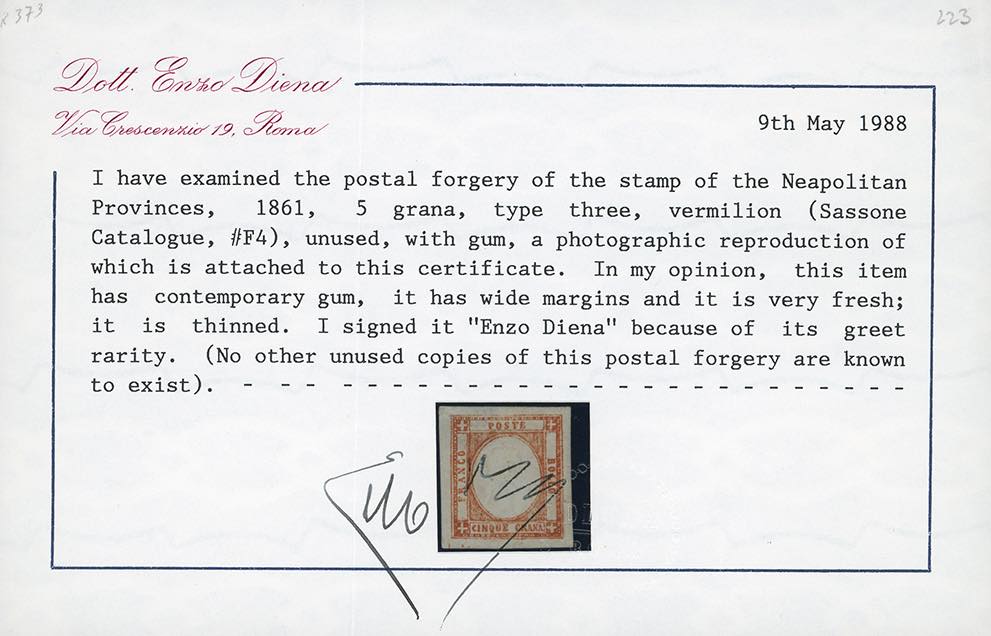 R 373
223
Dott. Enzo Diena
Via Crescenzio 19, Roma
9th May 1988
I have examined the postal forgery of the stamp of the Neapolitan
Provinces, 1861, 5 grana, type three, vermilion (Sassone
Catalogue, #F4), unused, with gum, a photographic reproduction of
which is attached to this certificate. In my opinion, this item
has contemporary gum, it has wide margins and it is very fresh;
it is thinned. I signed it "Enzo Diena" because of its greet
rarity. (No other unused copies of this postal forgery are known
to exist). - - - - - - - - - - - - - - - - - - - - - - - - - -
POSTE
FRANCO
BOLLO
CINQUE GRANA